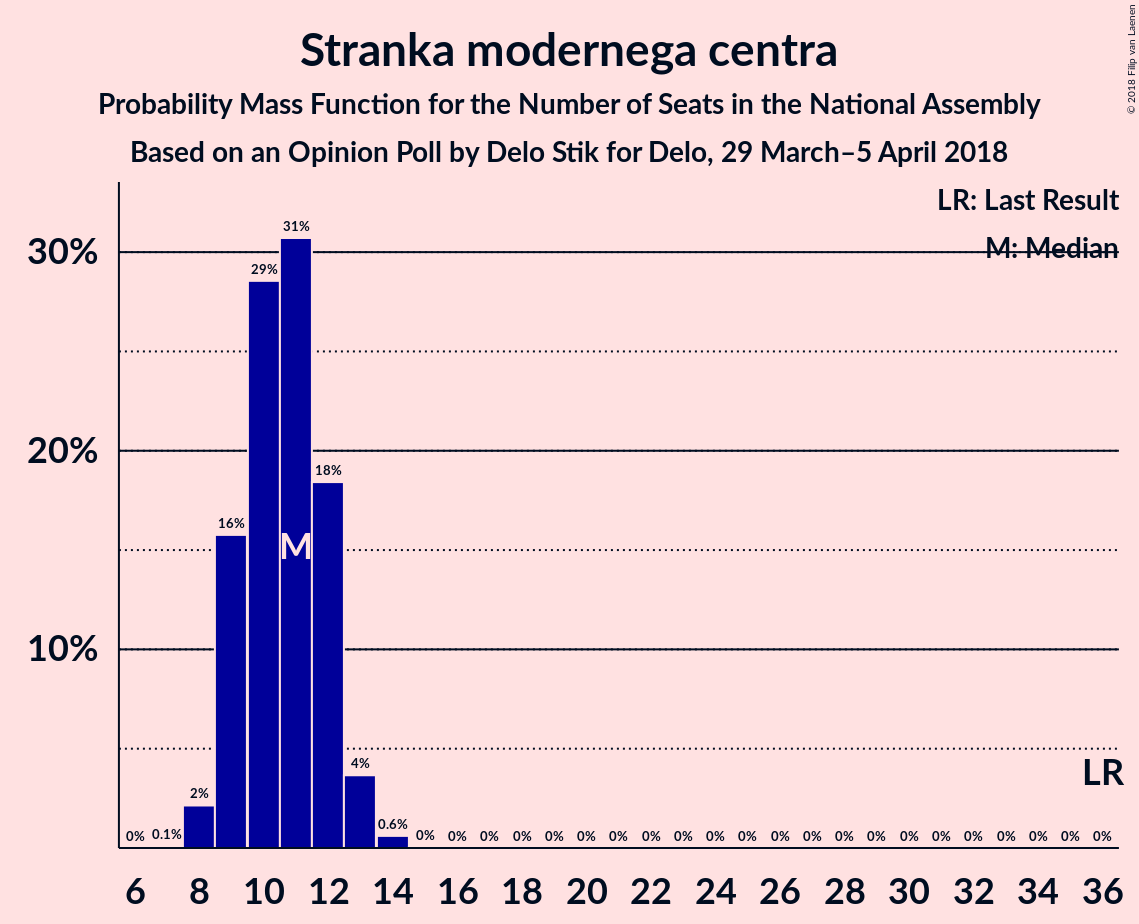 Stranka modernega centra
Probability Mass Function for the Number of Seats in the National Assembly
Based on an Opinion Poll by Delo Stik for Delo, 29 March–5 April 2018
© 2018 Filip van Laenen
LR: Last Result
M: Median
30%
20%
10%
0% 0.1% 2% 16% 29% 31% 18% 4% 0.6% 0% 0% 0% 0% 0% 0% 0% 0% 0% 0% 0% 0% 0% 0% 0% 0% 0% 0% 0% 0% 0% 0%
M
LR
6 8 10 12 14 16 18 20 22 24 26 28 30 32 34 36